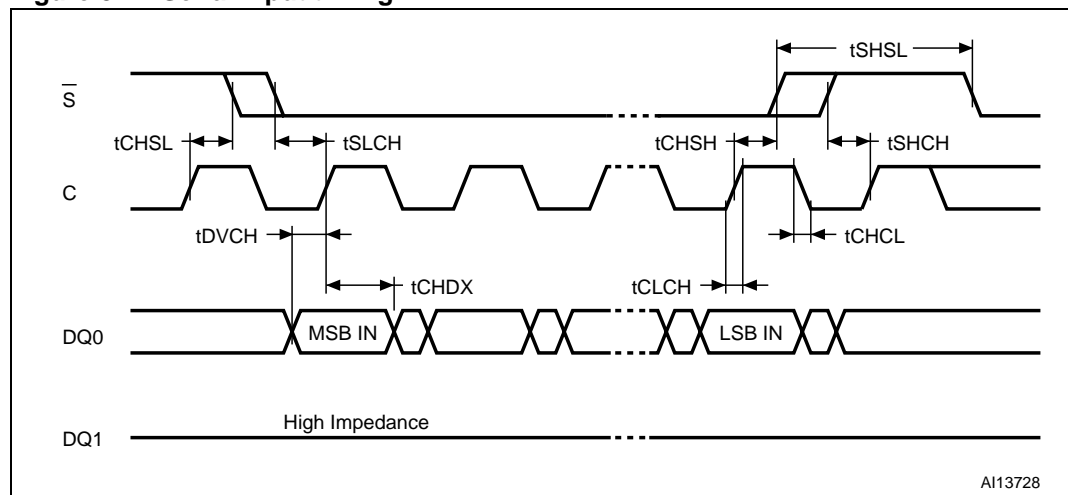 tSHSL
S
tCHSL
tSLCH
tCHSH
tSHCH
C
tDVCH
tCHCL
tCHDX
tCLCH
DQ0
MSB IN
LSB IN
High Impedance
DQ1
AI13728